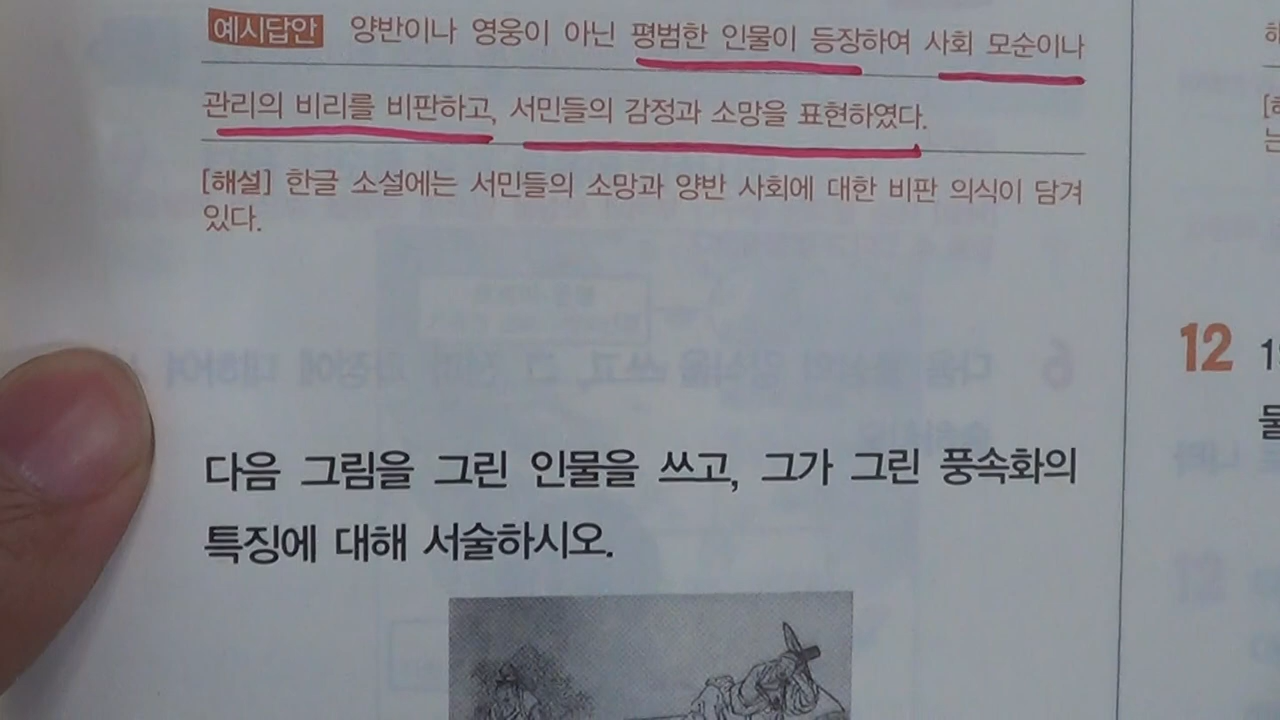 예시답안 양반이나 영웅이 아닌 평범한 인물이 등장하여 사회 모순이나
관리의 비리를 비판하고, 서민들의 감정과 소망을 표현하였다.
[해설] 한글 소설에는 서민들의 소망과 양반 사회에 대한 비판 의식이 담겨
있다.
다음 그림을 그린 인물을 쓰고, 그가 그린 풍속화의
특징에 대해 서술하시오.
12